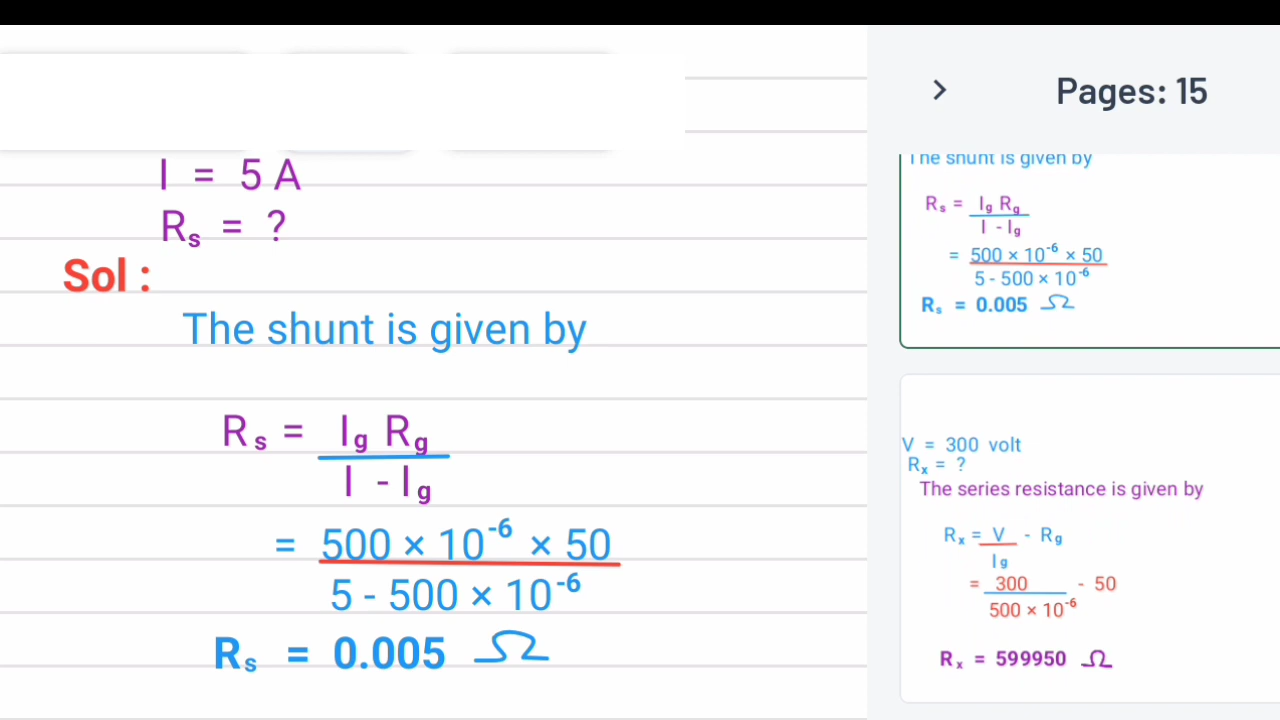 I = 5 A
Rs = ?
Sol :
The shunt is given by
Rs = Ig Rg
I - Ig
= 500 × 10⁻⁶ × 50
5 - 500 × 10⁻⁶
Rs = 0.005 Ω
Pages: 15
The shunt is given by
Rs = Ig Rg
I - Ig
= 500 × 10⁻⁶ × 50
5 - 500 × 10⁻⁶
Rs = 0.005 Ω
V = 300 volt
Rx = ?
The series resistance is given by
Rx = V - Rg
Ig
= 300 - 50
500 × 10⁻⁶
Rx = 599950 Ω